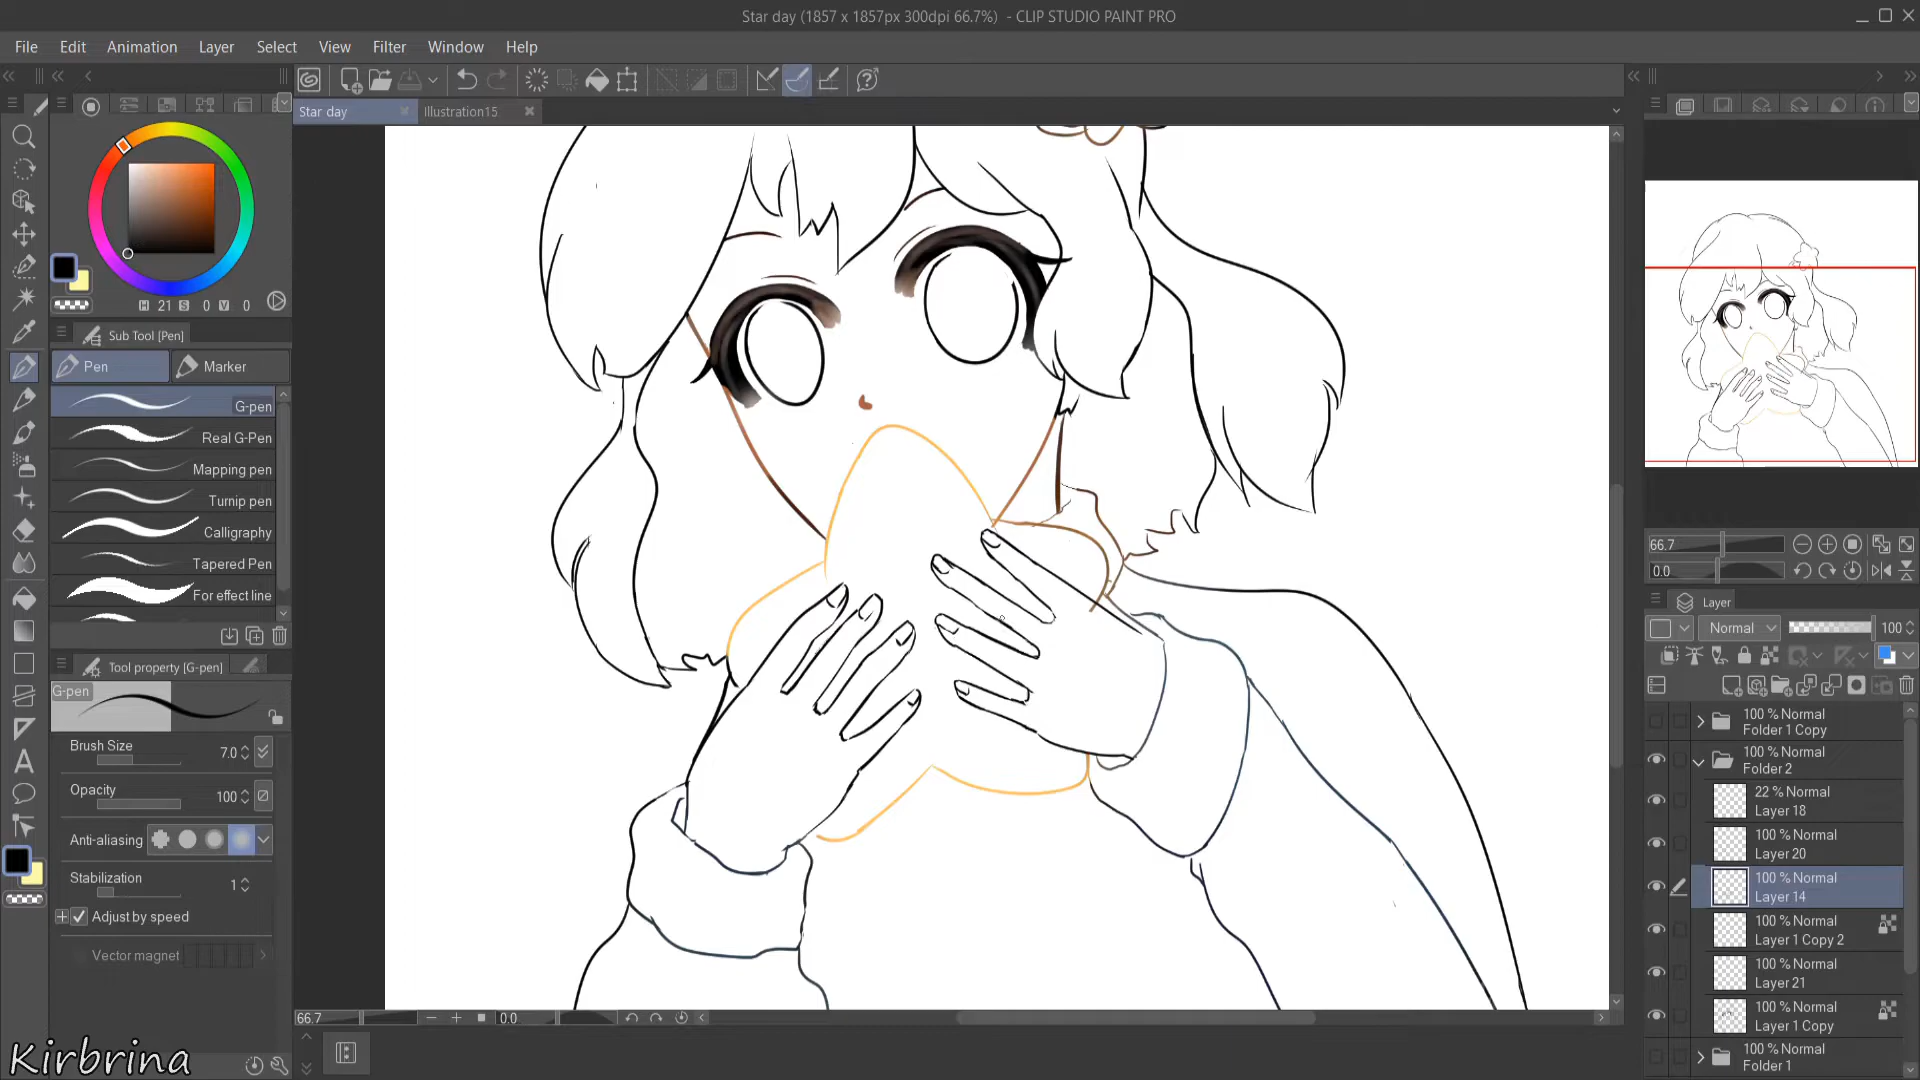 Star day (1857 x 1857px 300dpi 66.7%) - CLIP STUDIO PAINT PRO
File Edit Animation Layer Select View Filter Window Help
Star day Illustration15
H 21 S 0 V 0
Sub Tool [Pen]
Pen Marker
G-pen
Real G-Pen
Mapping pen
Turnip pen
Calligraphy
Tapered Pen
For effect line
Tool property [G-pen]
G-pen
Brush Size 7.0
Opacity 100
Anti-aliasing
Stabilization 1
Adjust by speed
Vector magnet
Kirbrina
66.7 0.0
66.7
0.0
Layer
Normal 100
100 % Normal
Folder 1 Copy
100 % Normal
Folder 2
22 % Normal
Layer 18
100 % Normal
Layer 20
100 % Normal
Layer 14
100 % Normal
Layer 1 Copy 2
100 % Normal
Layer 21
100 % Normal
Layer 1 Copy
100 % Normal
Folder 1